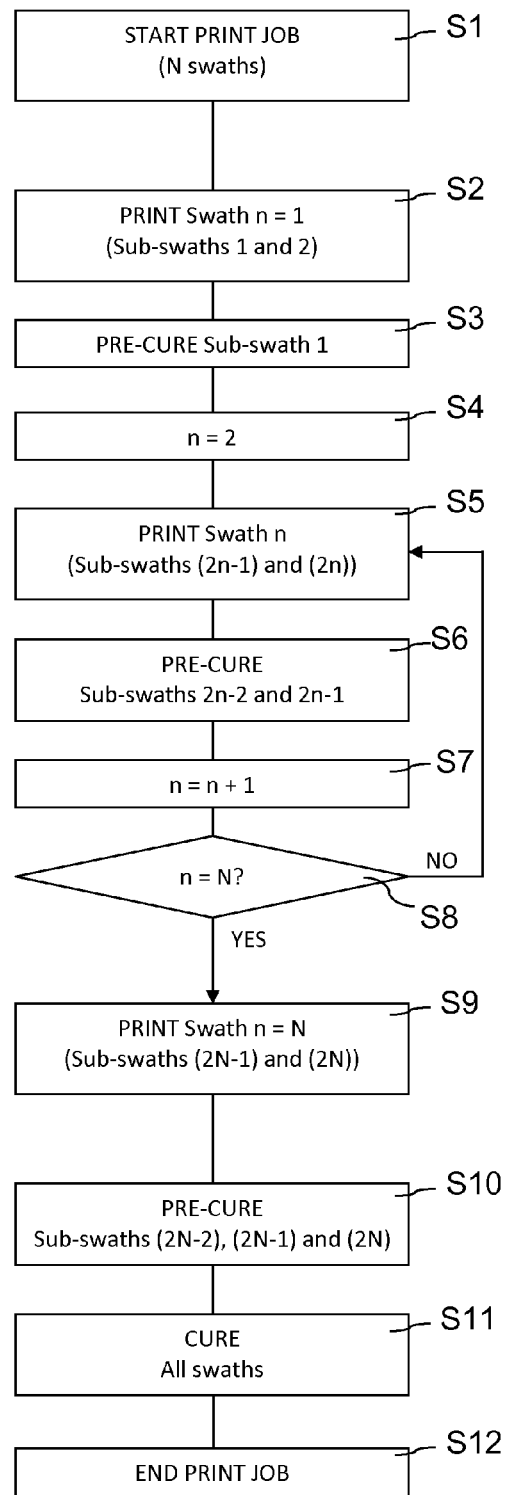 START PRINT JOB
(N swaths)
S1
PRINT Swath n = 1
(Sub-swaths 1 and 2)
S2
PRE-CURE Sub-swath 1
S3
n = 2
S4
PRINT Swath n
(Sub-swaths (2n-1) and (2n))
S5
PRE-CURE
Sub-swaths 2n-2 and 2n-1
S6
n = n + 1
S7
n = N?
NO
S8
YES
PRINT Swath n = N
(Sub-swaths (2N-1) and (2N))
S9
PRE-CURE
Sub-swaths (2N-2), (2N-1) and (2N)
S10
CURE
All swaths
S11
END PRINT JOB
S12